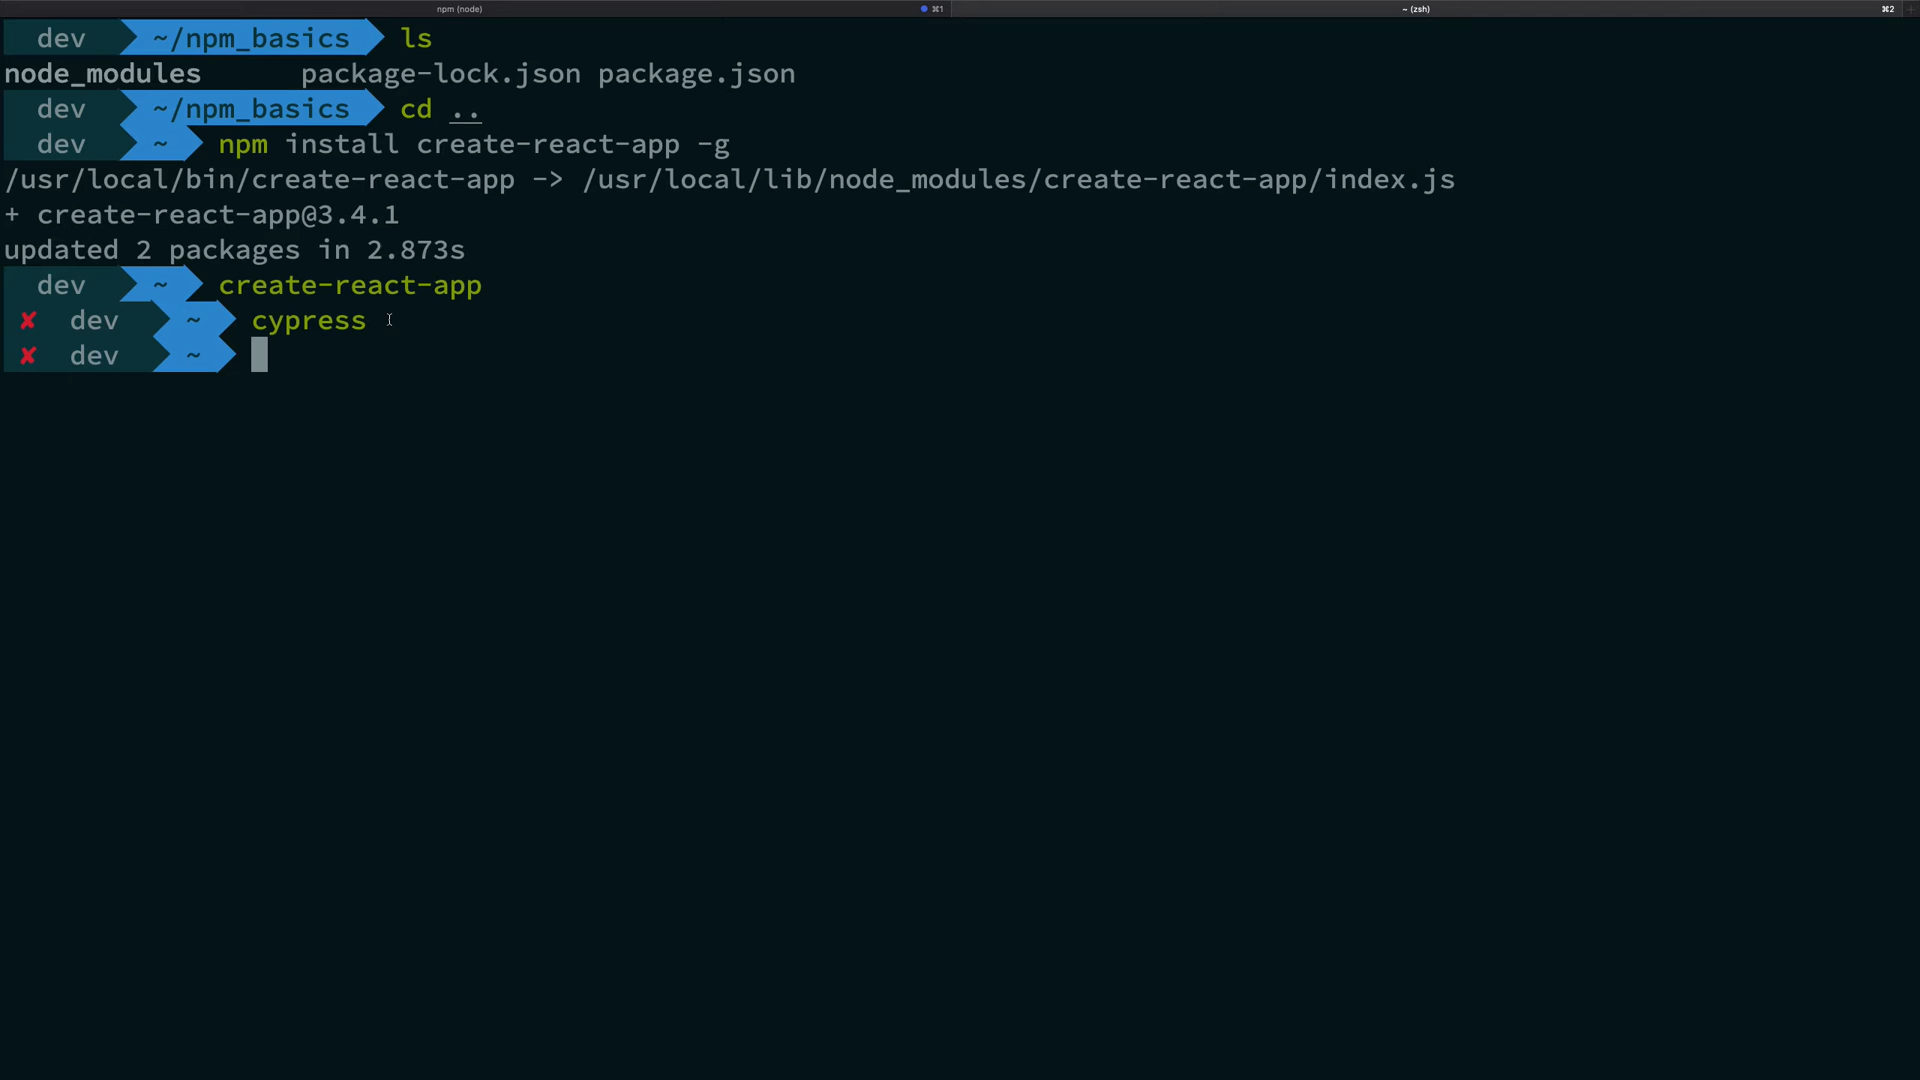 npm (node) ⌘1 ~ (zsh) ⌘2 +
dev ~/npm_basics ls
node_modules package-lock.json package.json
dev ~/npm_basics cd ..
dev ~ npm install create-react-app -g
/usr/local/bin/create-react-app -> /usr/local/lib/node_modules/create-react-app/index.js
+ create-react-app@3.4.1
updated 2 packages in 2.873s
dev ~ create-react-app
✘ dev ~ cypress
✘ dev ~